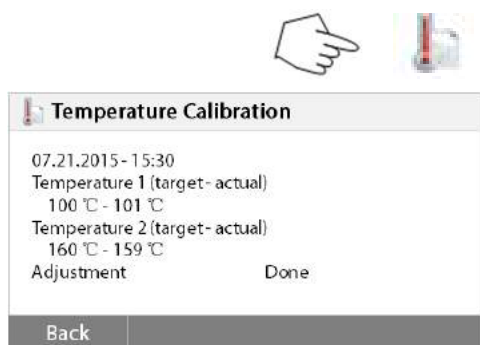 Temperature Calibration
07.21.2015-15:30
Temperature 1 (target-actual)
100 ℃ - 101 ℃
Temperature 2 (target-actual)
160 ℃ - 159 ℃
Adjustment Done
Back